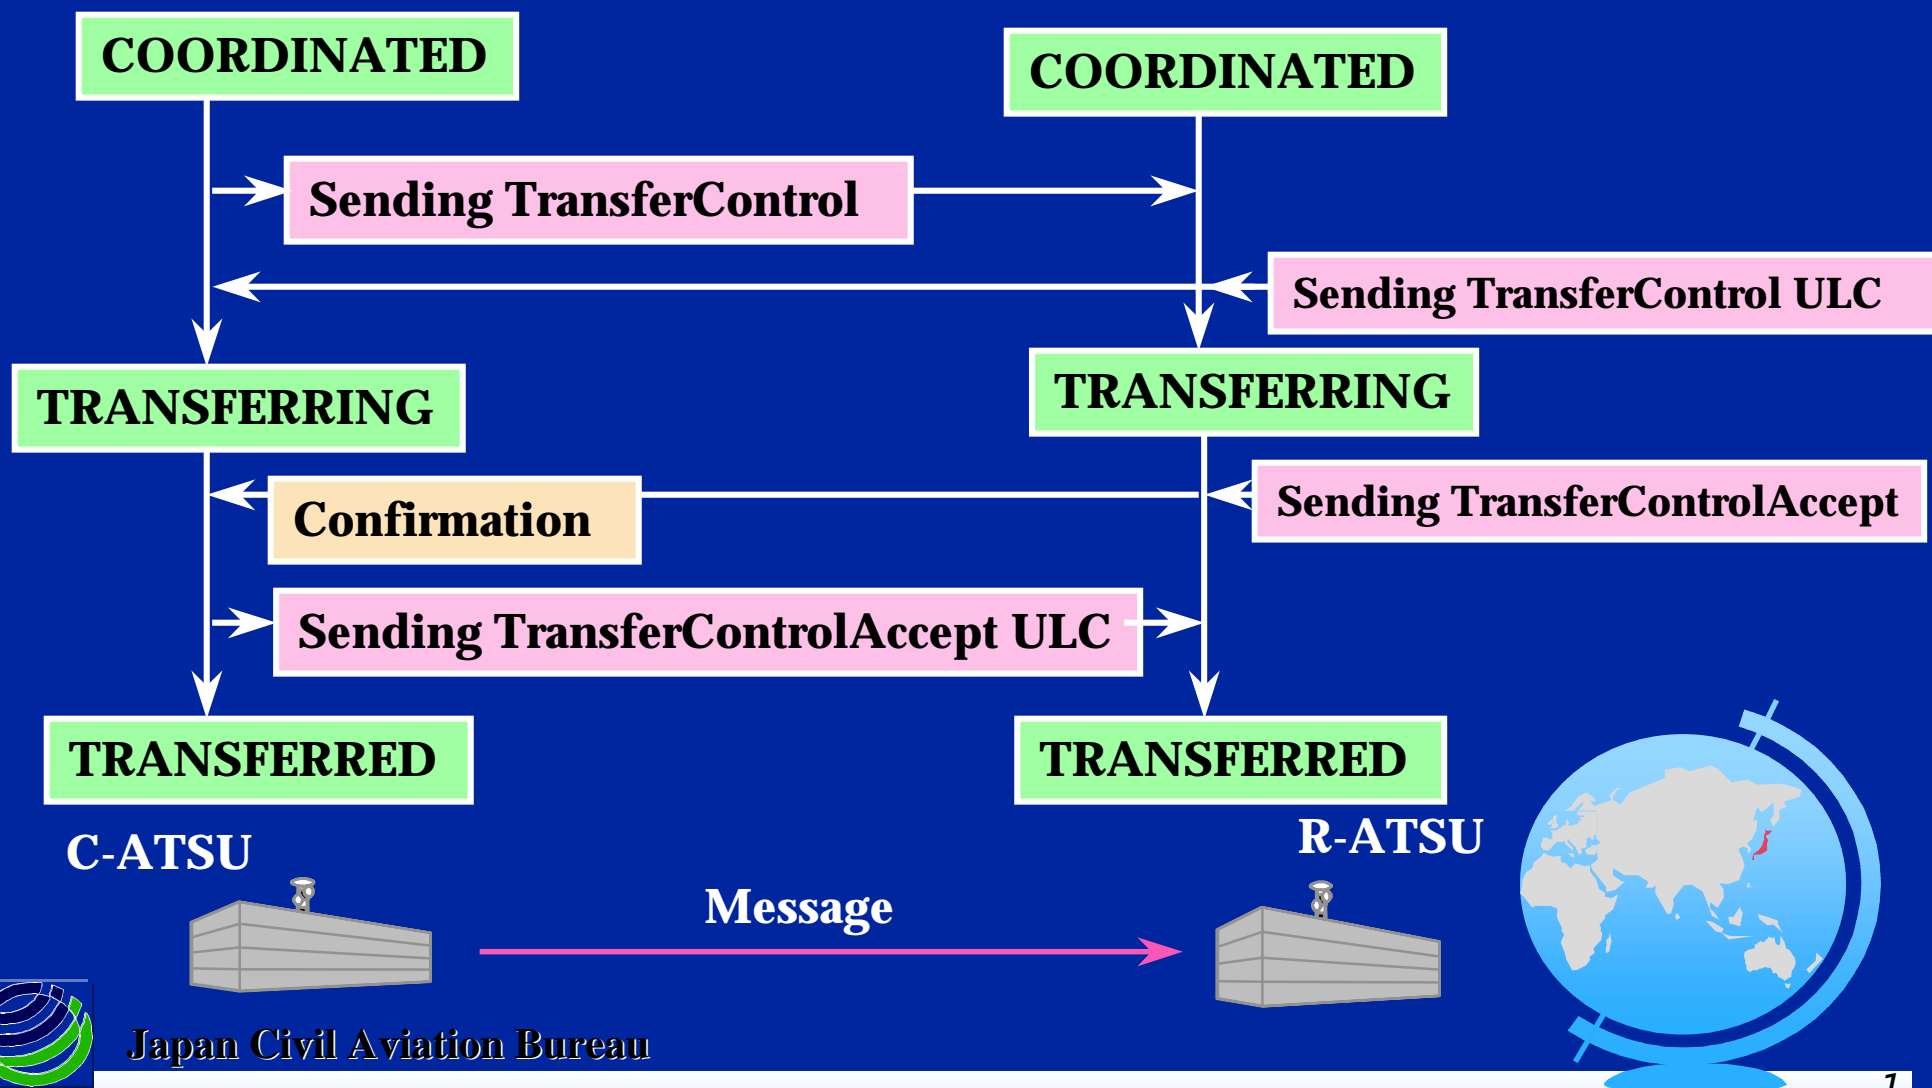 COORDINATED
COORDINATED
Sending TransferControl
Sending TransferControl ULC
TRANSFERRING
TRANSFERRING
Confirmation
Sending TransferControlAccept
Sending TransferControlAccept ULC
TRANSFERRED
TRANSFERRED
C-ATSU
R-ATSU
Message
Japan Civil Aviation Bureau
1